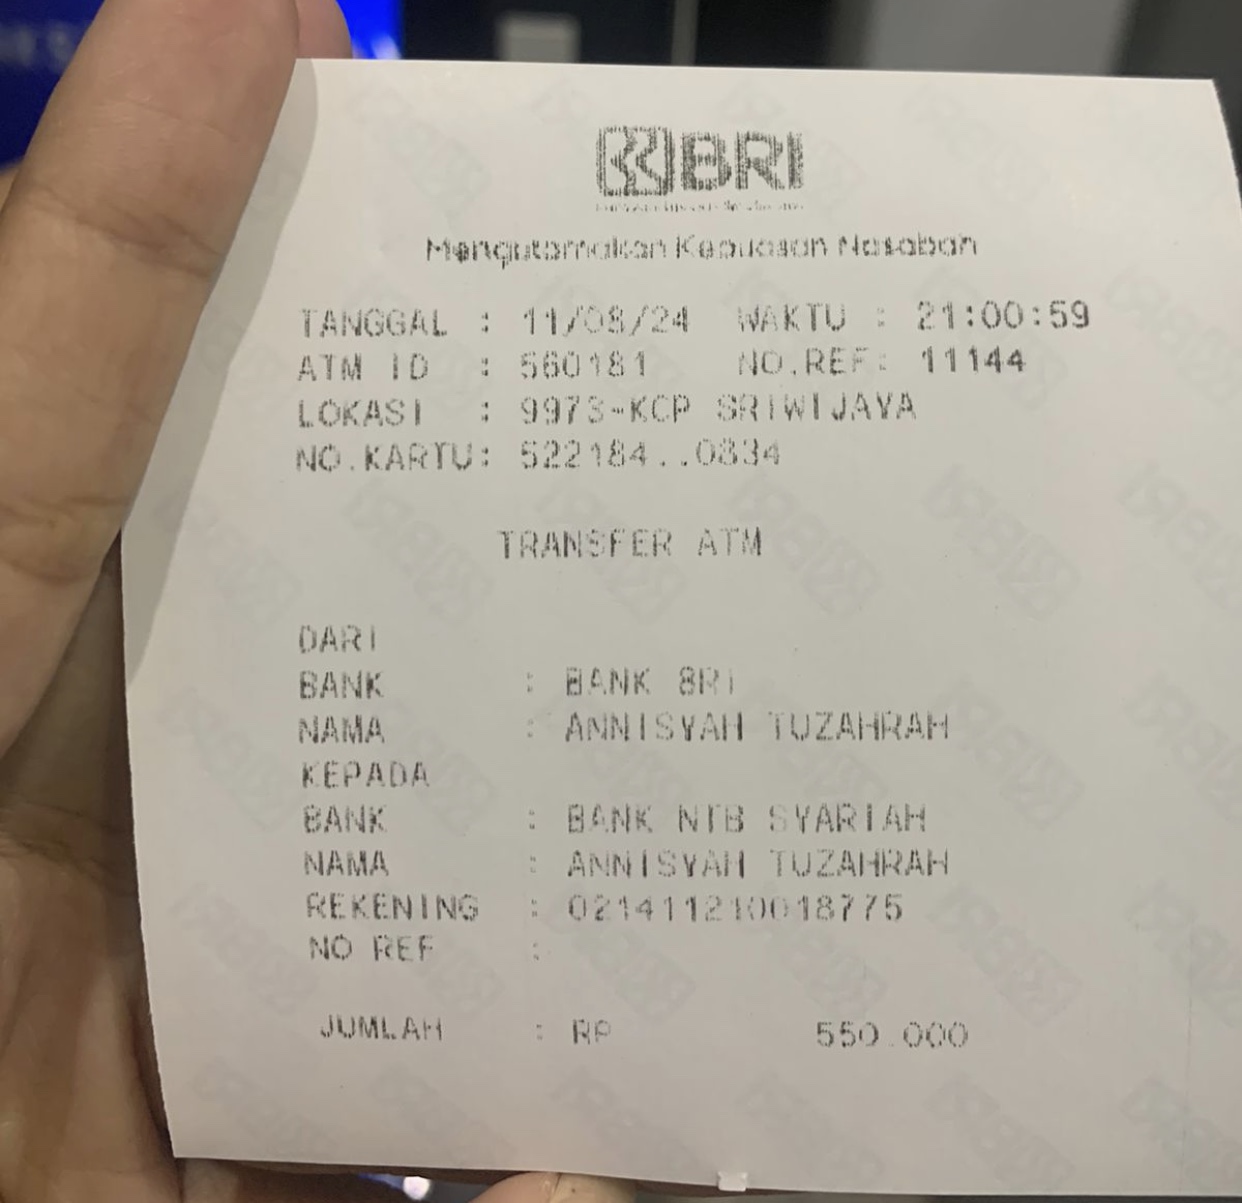 BRI
Mengutamakan Kepuasan Nasabah
TANGGAL : 11/08/24 WAKTU : 21:00:59
ATM ID : 560181 NO.REF: 11144
LOKASI : 9973-KCP SRIWIJAYA
NO.KARTU: 522184..0834
TRANSFER ATM
DARI
BANK : BANK BRI
NAMA : ANNISYAH TUZAHRAH
KEPADA
BANK : BANK NTB SYARIAH
NAMA : ANNISYAH TUZAHRAH
REKENING : 021411210018775
NO REF :
JUMLAH : RP 550.000